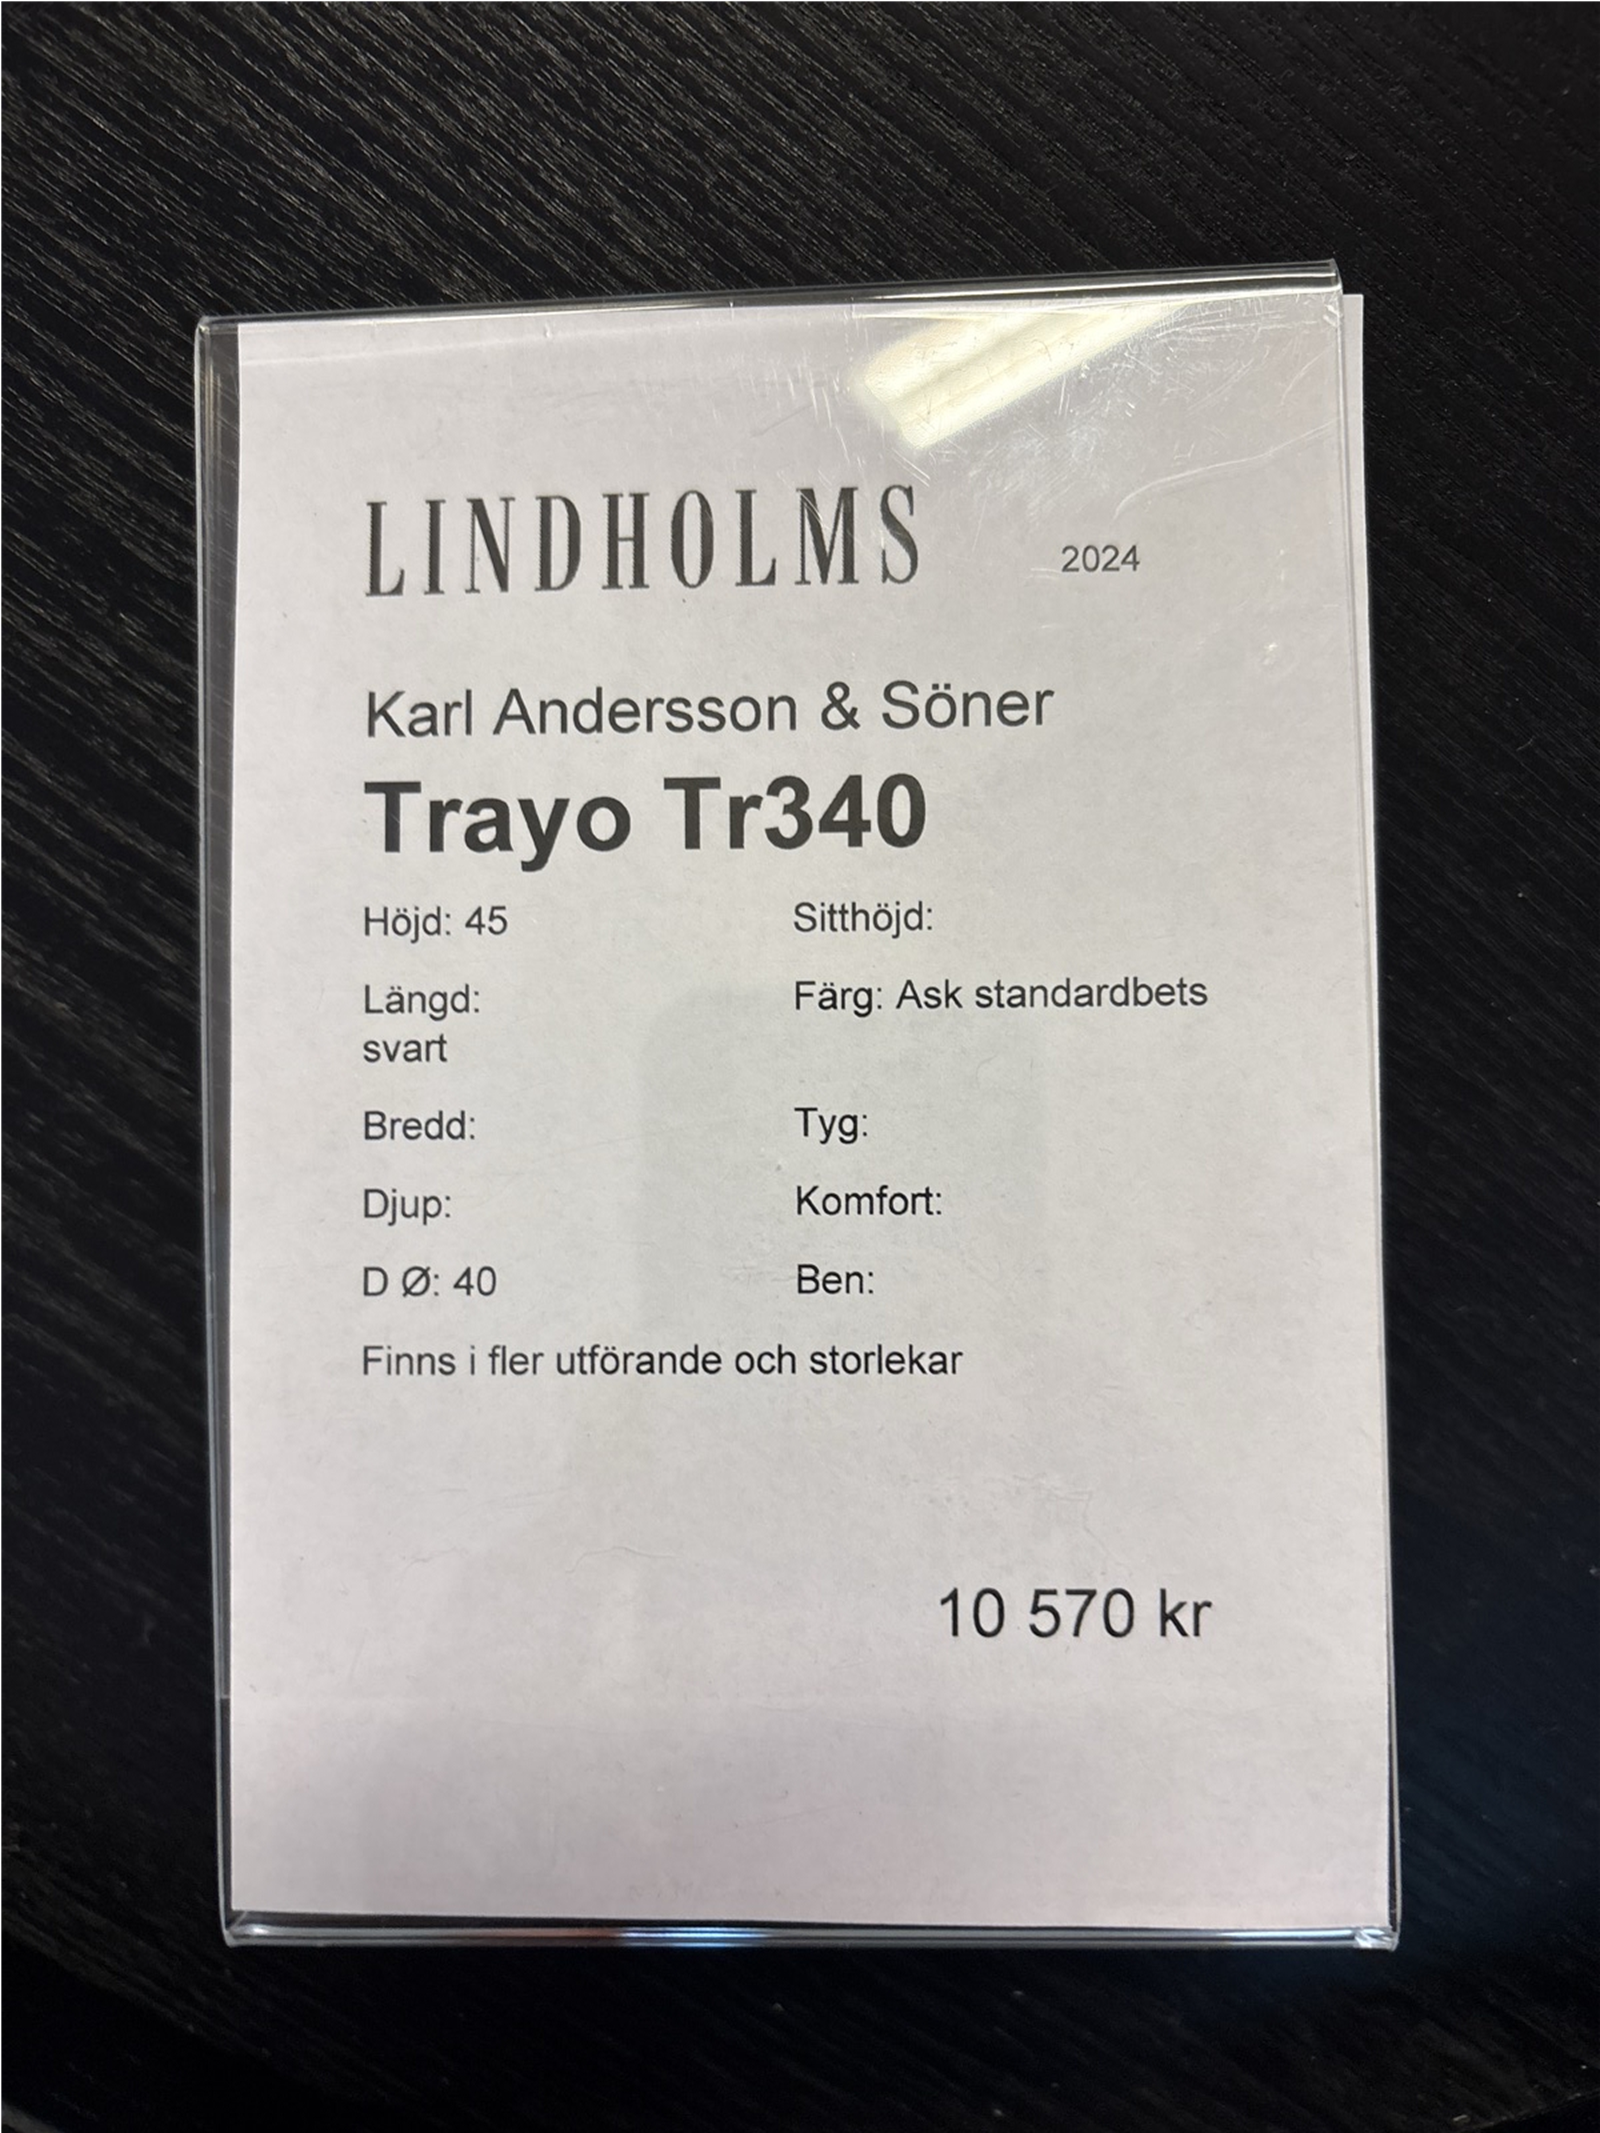 LINDHOLMS 2024
Karl Andersson & Söner
Trayo Tr340
Höjd: 45 Sitthöjd:
Längd: Färg: Ask standardbets
svart
Bredd: Tyg:
Djup: Komfort:
D Ø: 40 Ben:
Finns i fler utförande och storlekar
10 570 kr